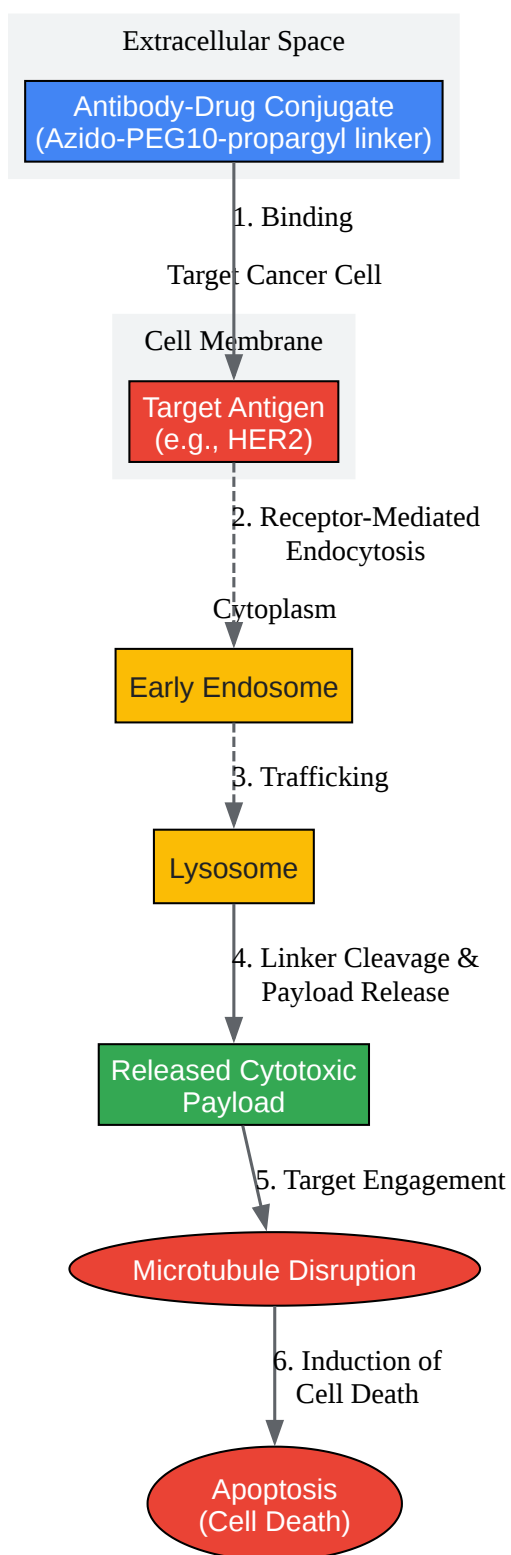 Extracellular Space
Antibody-Drug Conjugate
(Azido-PEG10-propargyl linker)
1. Binding
Target Cancer Cell
Cell Membrane
Target Antigen
(e.g., HER2)
2. Receptor-Mediated
Endocytosis
Cytoplasm
Early Endosome
3. Trafficking
Lysosome
4. Linker Cleavage &
Payload Release
Released Cytotoxic
Payload
5. Target Engagement
Microtubule Disruption
6. Induction of
Cell Death
Apoptosis
(Cell Death)